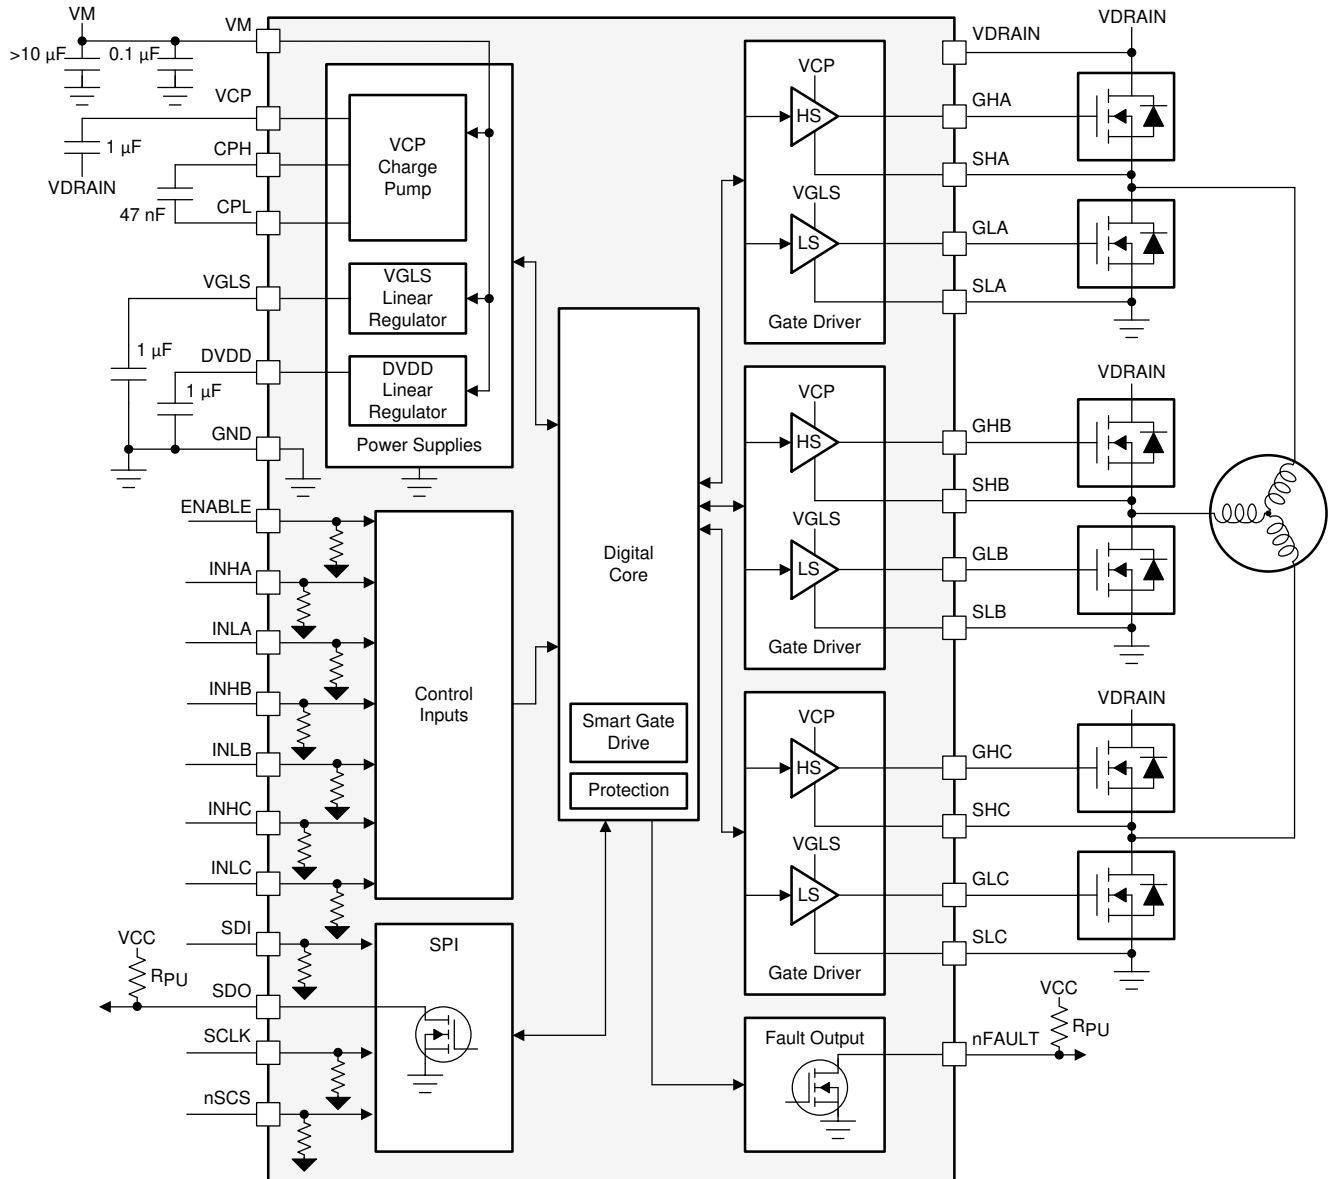 VM
VM
>10 µF
0.1 µF
VCP
1 µF
VDRAIN
CPH
47 nF
CPL
VGLS
1 µF
DVDD
1 µF
GND
VCP
Charge
Pump
VGLS
Linear
Regulator
DVDD
Linear
Regulator
Power Supplies
ENABLE
INHA
INLA
INHB
INLB
INHC
INLC
Control
Inputs
SDI
VCC
RPU
SDO
SCLK
nSCS
SPI
Digital
Core
Smart Gate
Drive
Protection
VCP
HS
VGLS
LS
Gate Driver
VCP
HS
VGLS
LS
Gate Driver
VCP
HS
VGLS
LS
Gate Driver
Fault Output
VDRAIN
VDRAIN
GHA
SHA
GLA
SLA
VDRAIN
GHB
SHB
GLB
SLB
VDRAIN
GHC
SHC
GLC
SLC
VCC
RPU
nFAULT